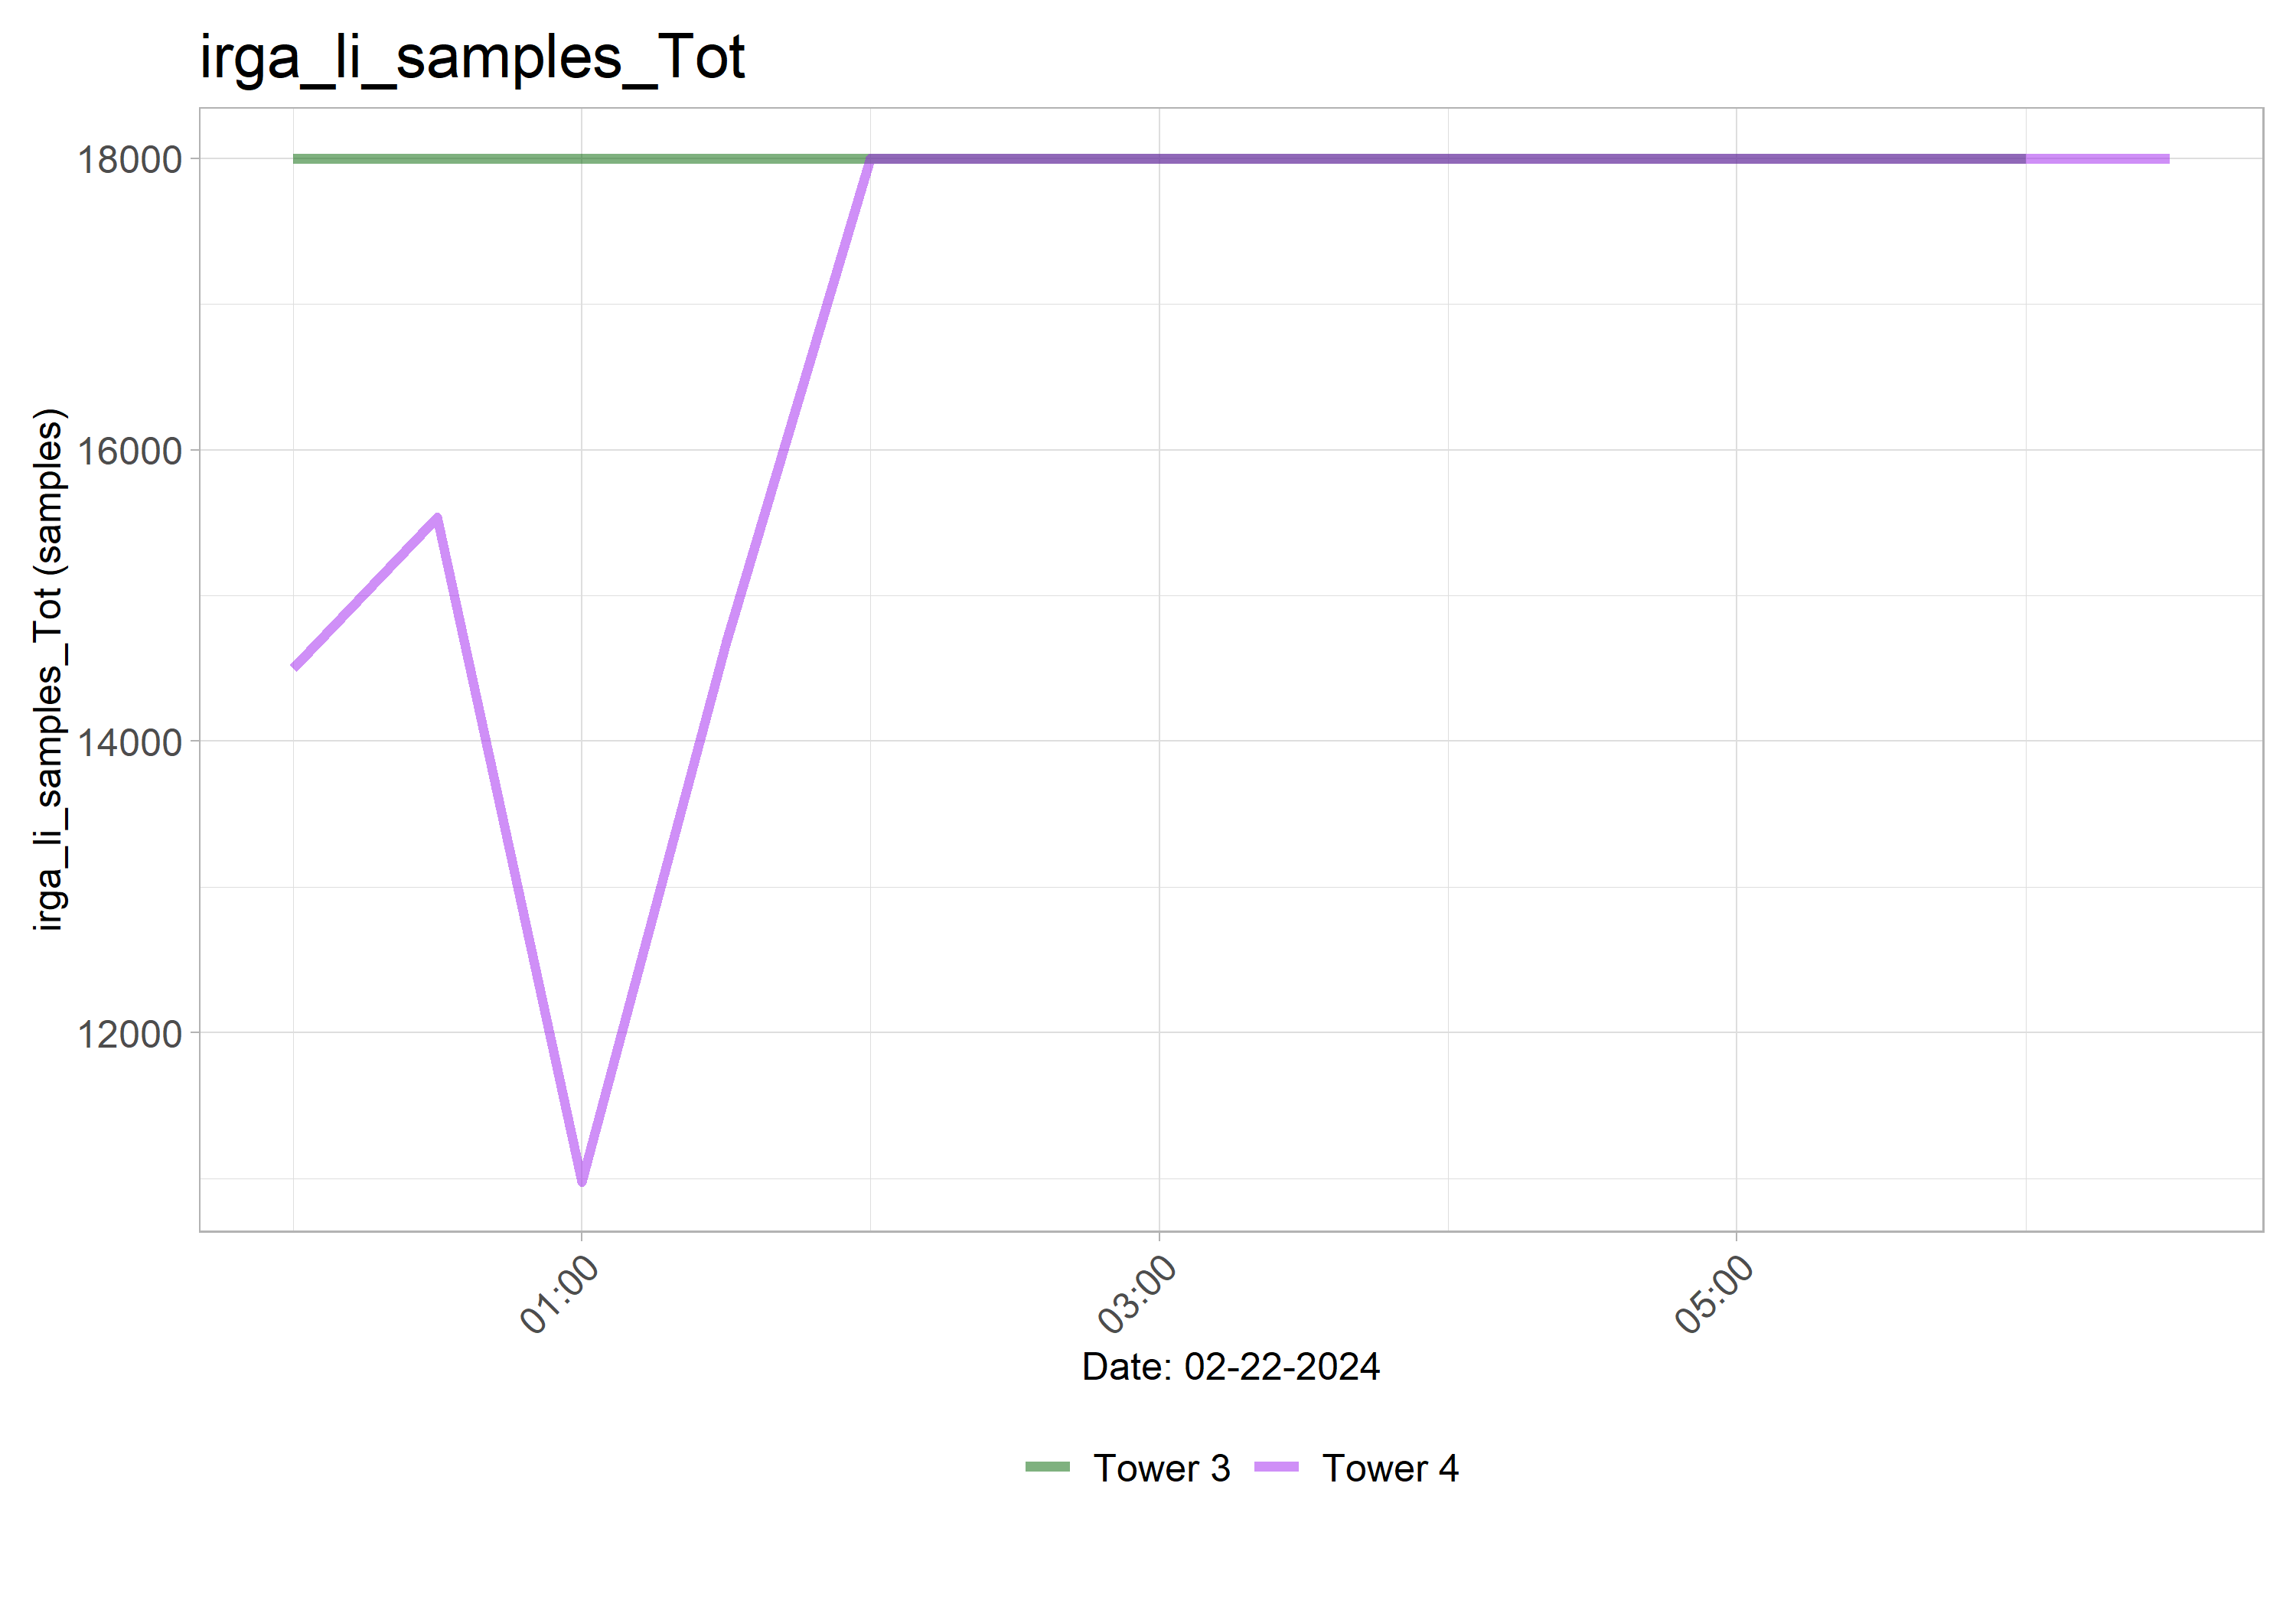 irga_li_samples_Tot
irga_li_samples_Tot (samples)
18000
16000
14000
12000
01:00
03:00
05:00
Date: 02-22-2024
Tower 3
Tower 4